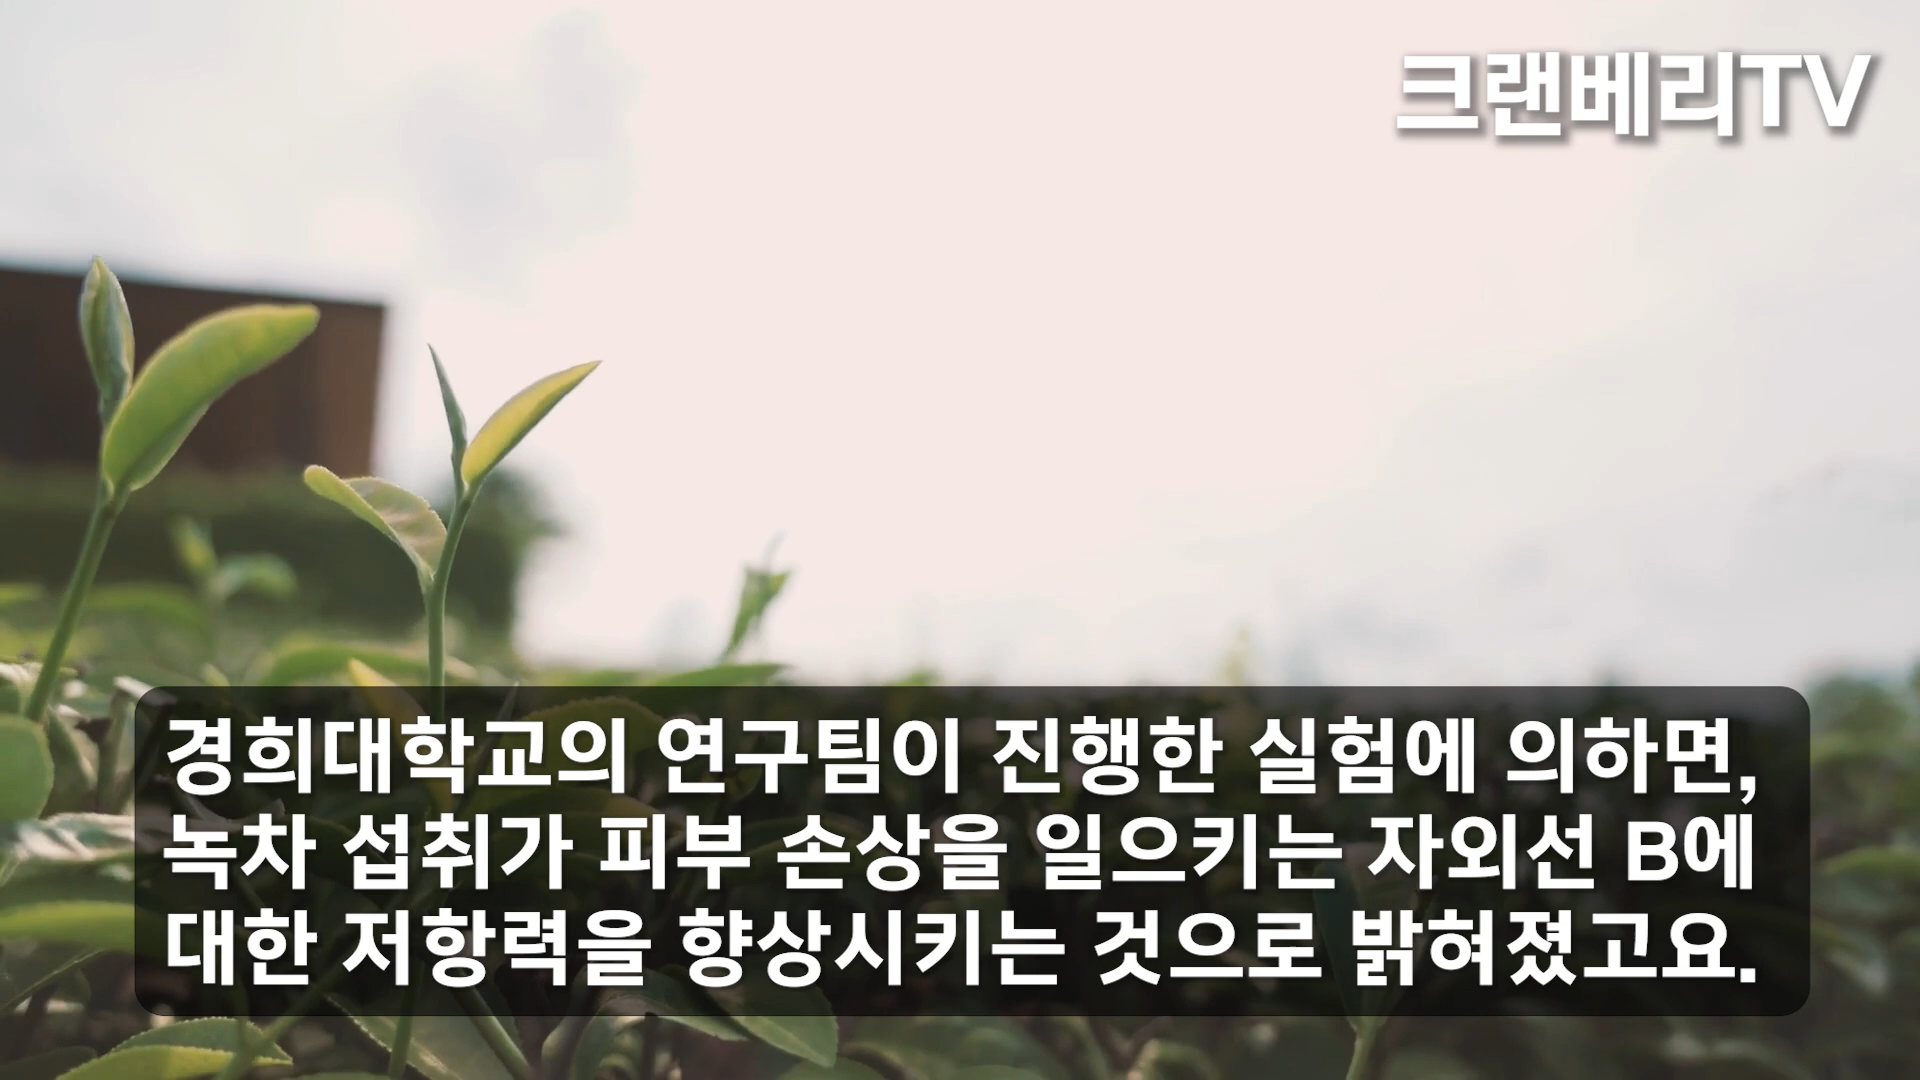 크랜베리TV
경희대학교의 연구팀이 진행한 실험에 의하면,
녹차 섭취가 피부 손상을 일으키는 자외선 B에
대한 저항력을 향상시키는 것으로 밝혀졌고요.